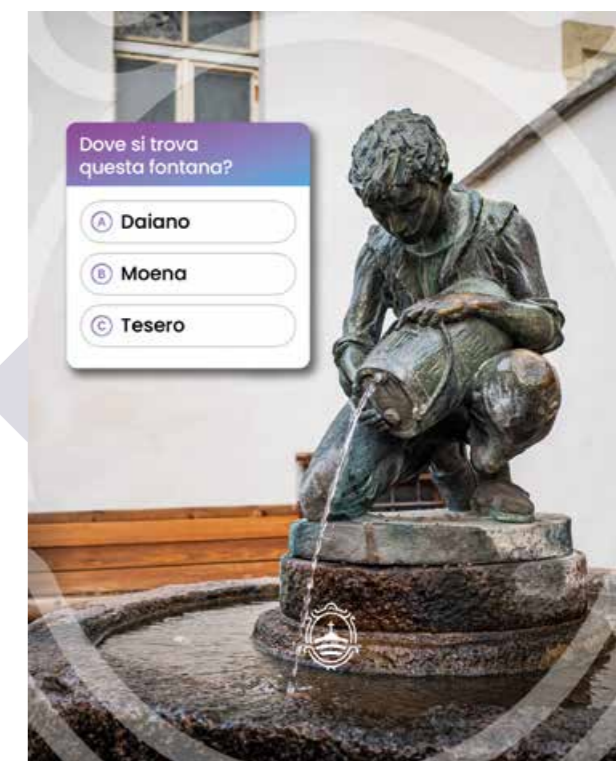 Dove si trova
questa fontana?
A Daiano
B Moena
C Tesero